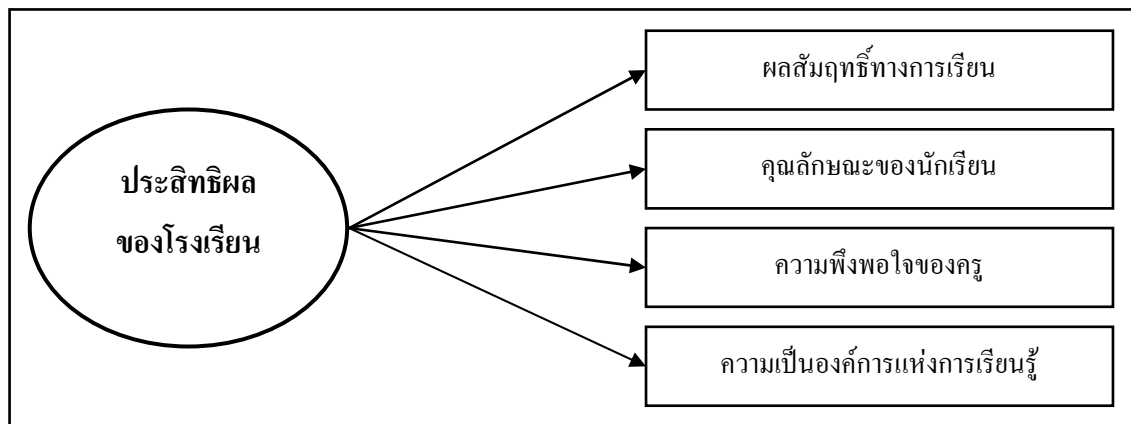 ประสิทธิผล
ของโรงเรียน
ผลสัมฤทธิ์ทางการเรียน
คุณลักษณะของนักเรียน
ความพึงพอใจของครู
ความเป็นองค์การแห่งการเรียนรู้